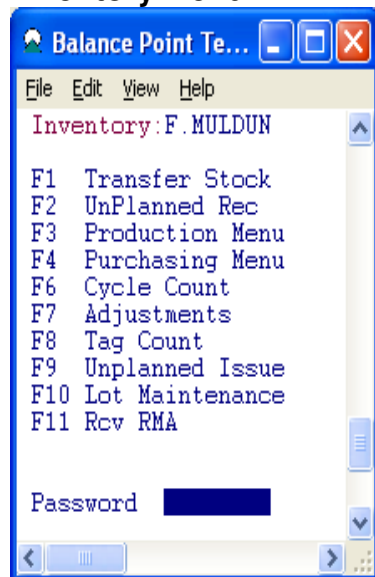 Balance Point Te...
File Edit View Help
Inventory:F.MULDUN
F1 Transfer Stock
F2 UnPlanned Rec
F3 Production Menu
F4 Purchasing Menu
F6 Cycle Count
F7 Adjustments
F8 Tag Count
F9 Unplanned Issue
F10 Lot Maintenance
F11 Rcv RMA
Password